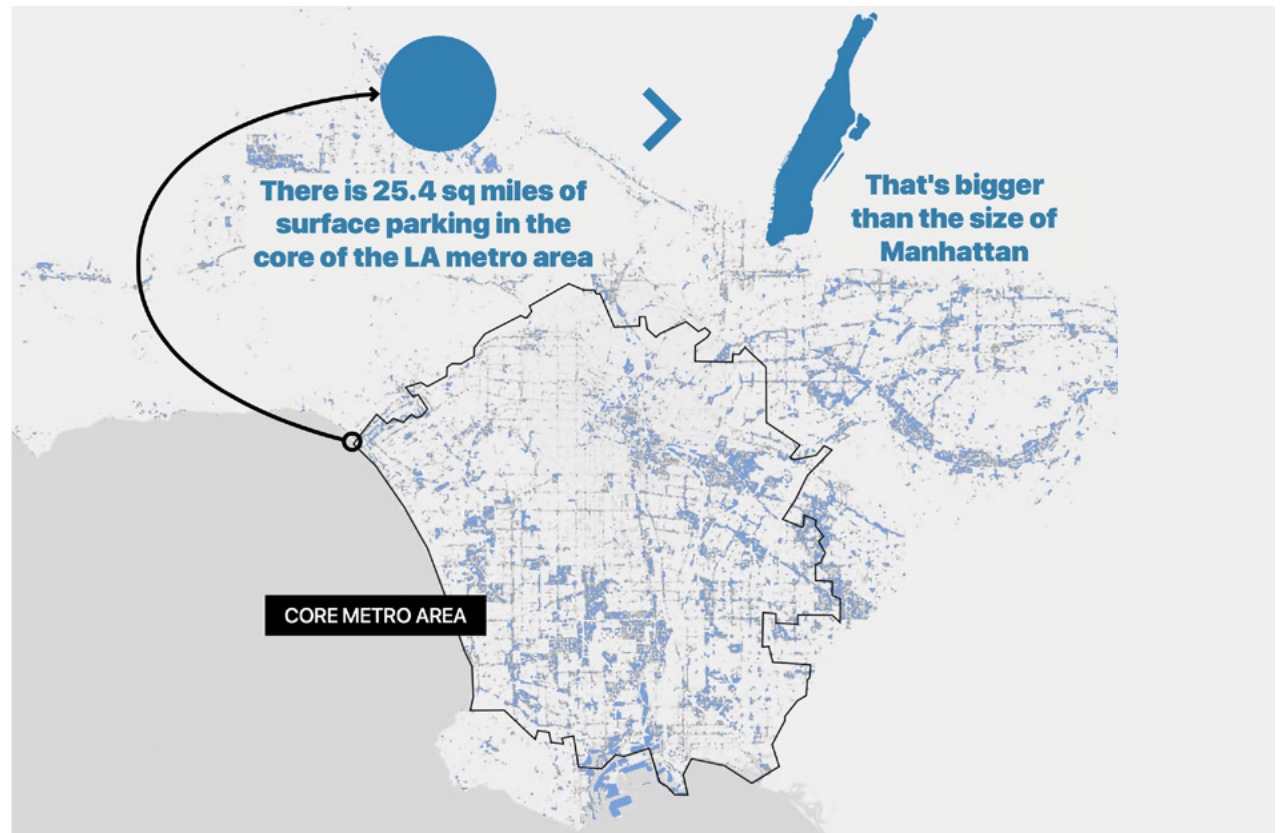 There is 25.4 sq miles of
surface parking in the
core of the LA metro area
That's bigger
than the size of
Manhattan
CORE METRO AREA